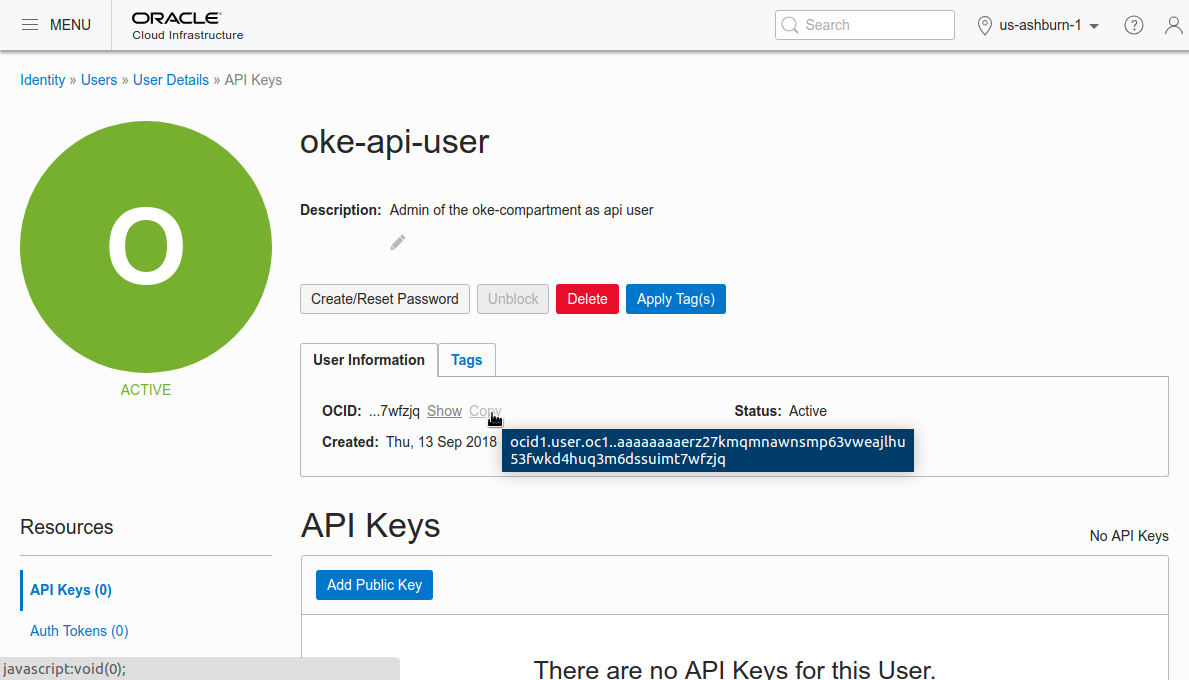 MENU
ORACLE
Cloud Infrastructure
Search
us-ashburn-1
?
Identity » Users » User Details » API Keys
O
ACTIVE
oke-api-user
Description: Admin of the oke-compartment as api user
Create/Reset Password
Unblock
Delete
Apply Tag(s)
User Information
Tags
OCID: ...7wfzjq Show Copy
Status: Active
Created: Thu, 13 Sep 2018
ocid1.user.oc1..aaaaaaaaerz27kmqmnawnsmp63vweajlhu
53fwkd4huq3m6dssuimt7wfzjq
Resources
API Keys (0)
Auth Tokens (0)
API Keys
No API Keys
Add Public Key
There are no API Keys for this User.
javascript:void(0);